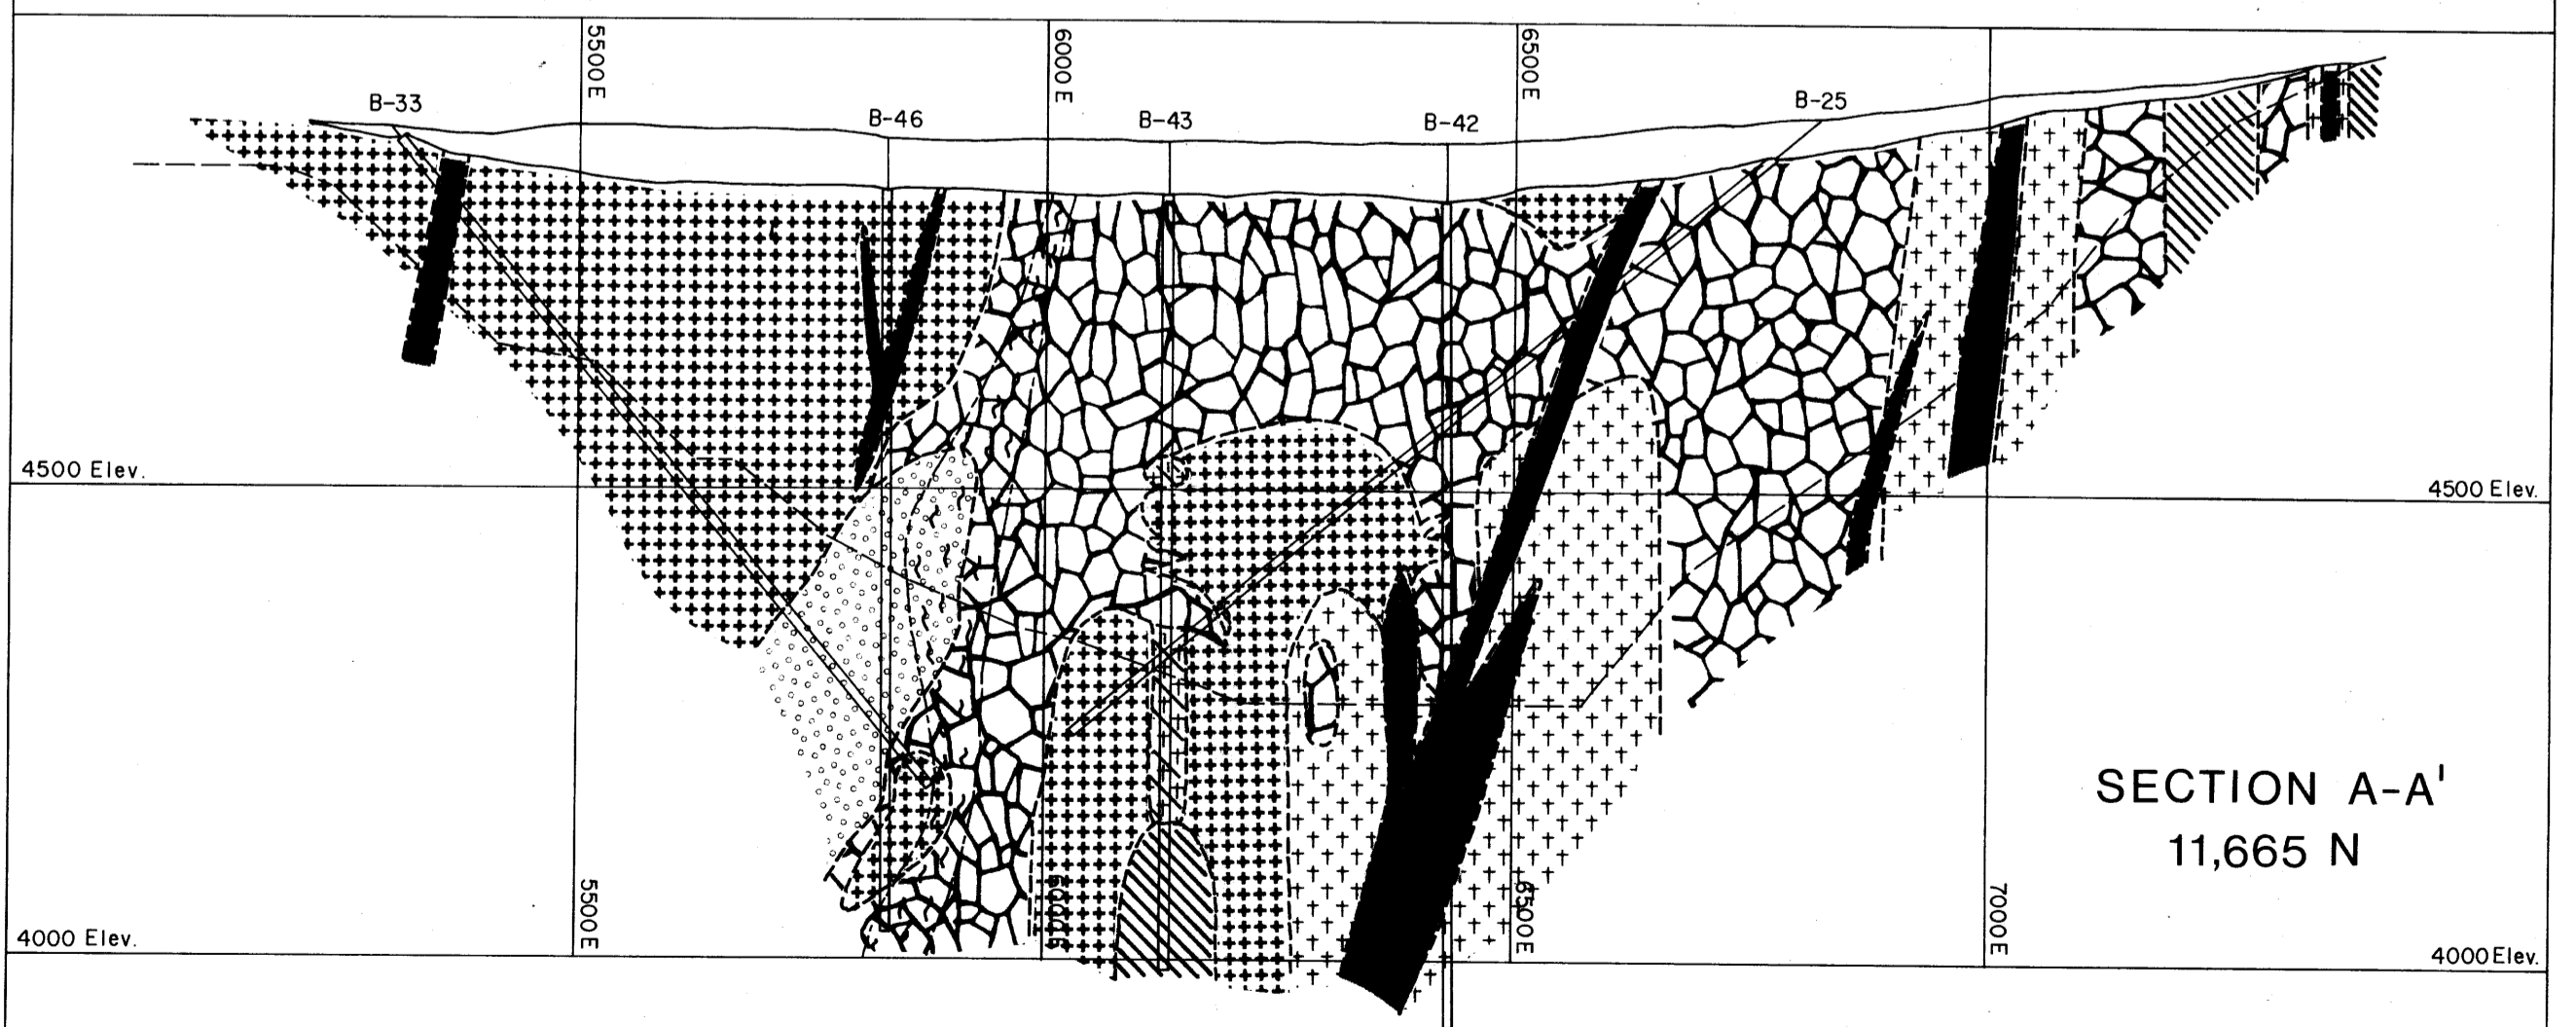 5500E
6000E
6500E
B-33
B-46
B-43
B-42
B-25
4500 Elev.
4500 Elev.
SECTION A-A'
11,665 N
5500E
6000E
6500E
7000E
4000 Elev.
4000Elev.